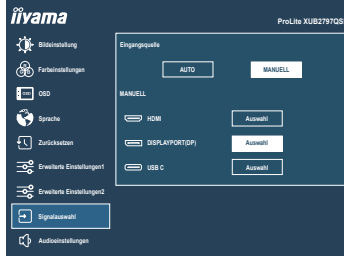 iiyama
ProLite XUB2797QS
Bildeinstellung
Farbeinstellungen
OSD
OSD
Sprache
Zurücksetzen
Erweiterte Einstellungen1
Erweiterte Einstellungen2
Signalauswahl
Audioeinstellungen
Eingangsquelle
AUTO MANUELL
MANUELL
HDMI Auswahl
DISPLAYPORT(DP) Auswahl
USB C Auswahl